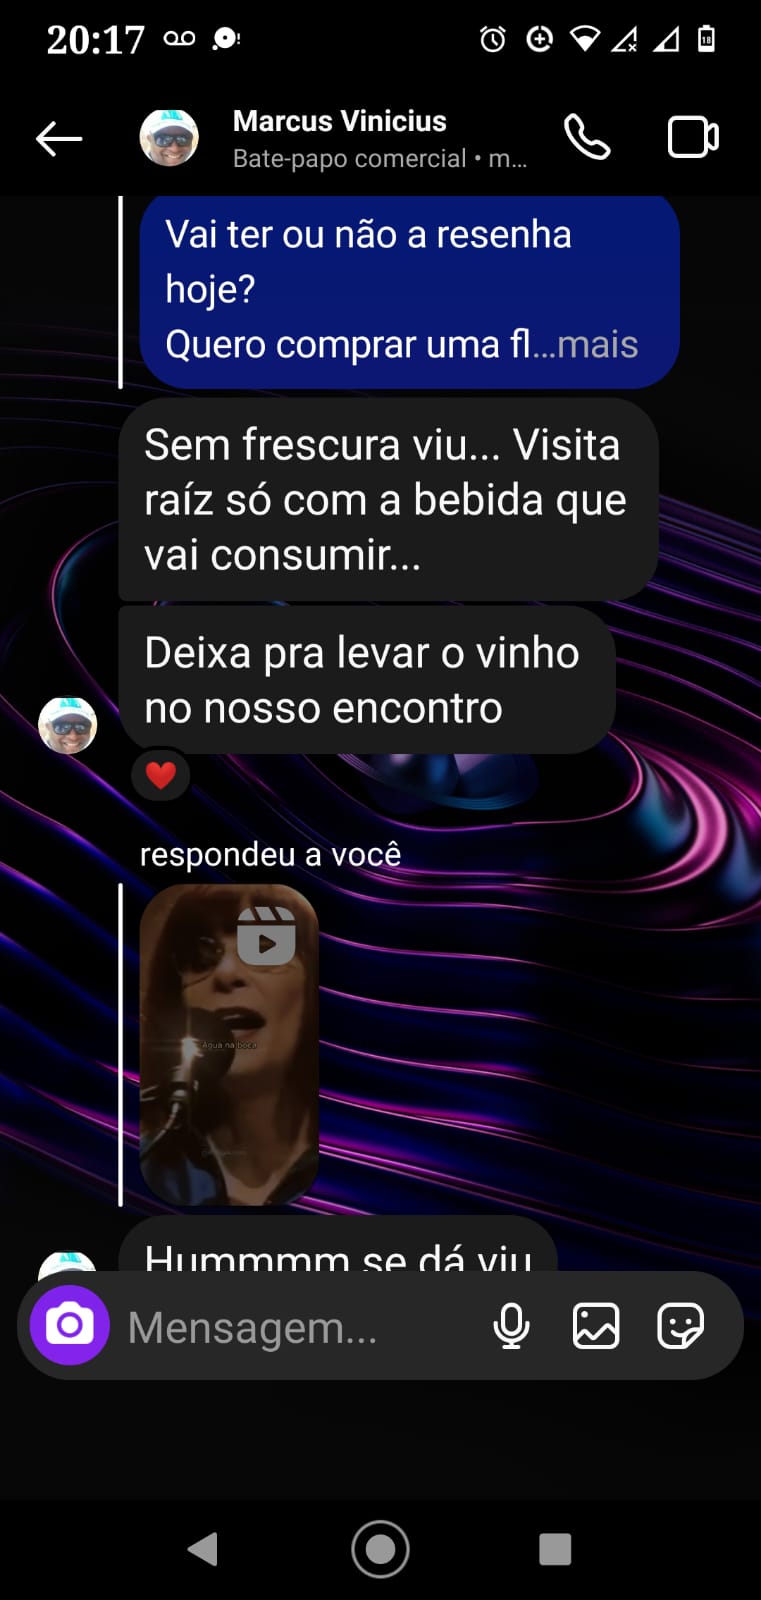 20:17
18
Marcus Vinicius
Bate-papo comercial • m...
Vai ter ou não a resenha
hoje?
Quero comprar uma fl...mais
Sem frescura viu... Visita
raíz só com a bebida que
vai consumir...
Deixa pra levar o vinho
no nosso encontro
respondeu a você
Água na boca
Hummmm se dá viu
Mensagem...